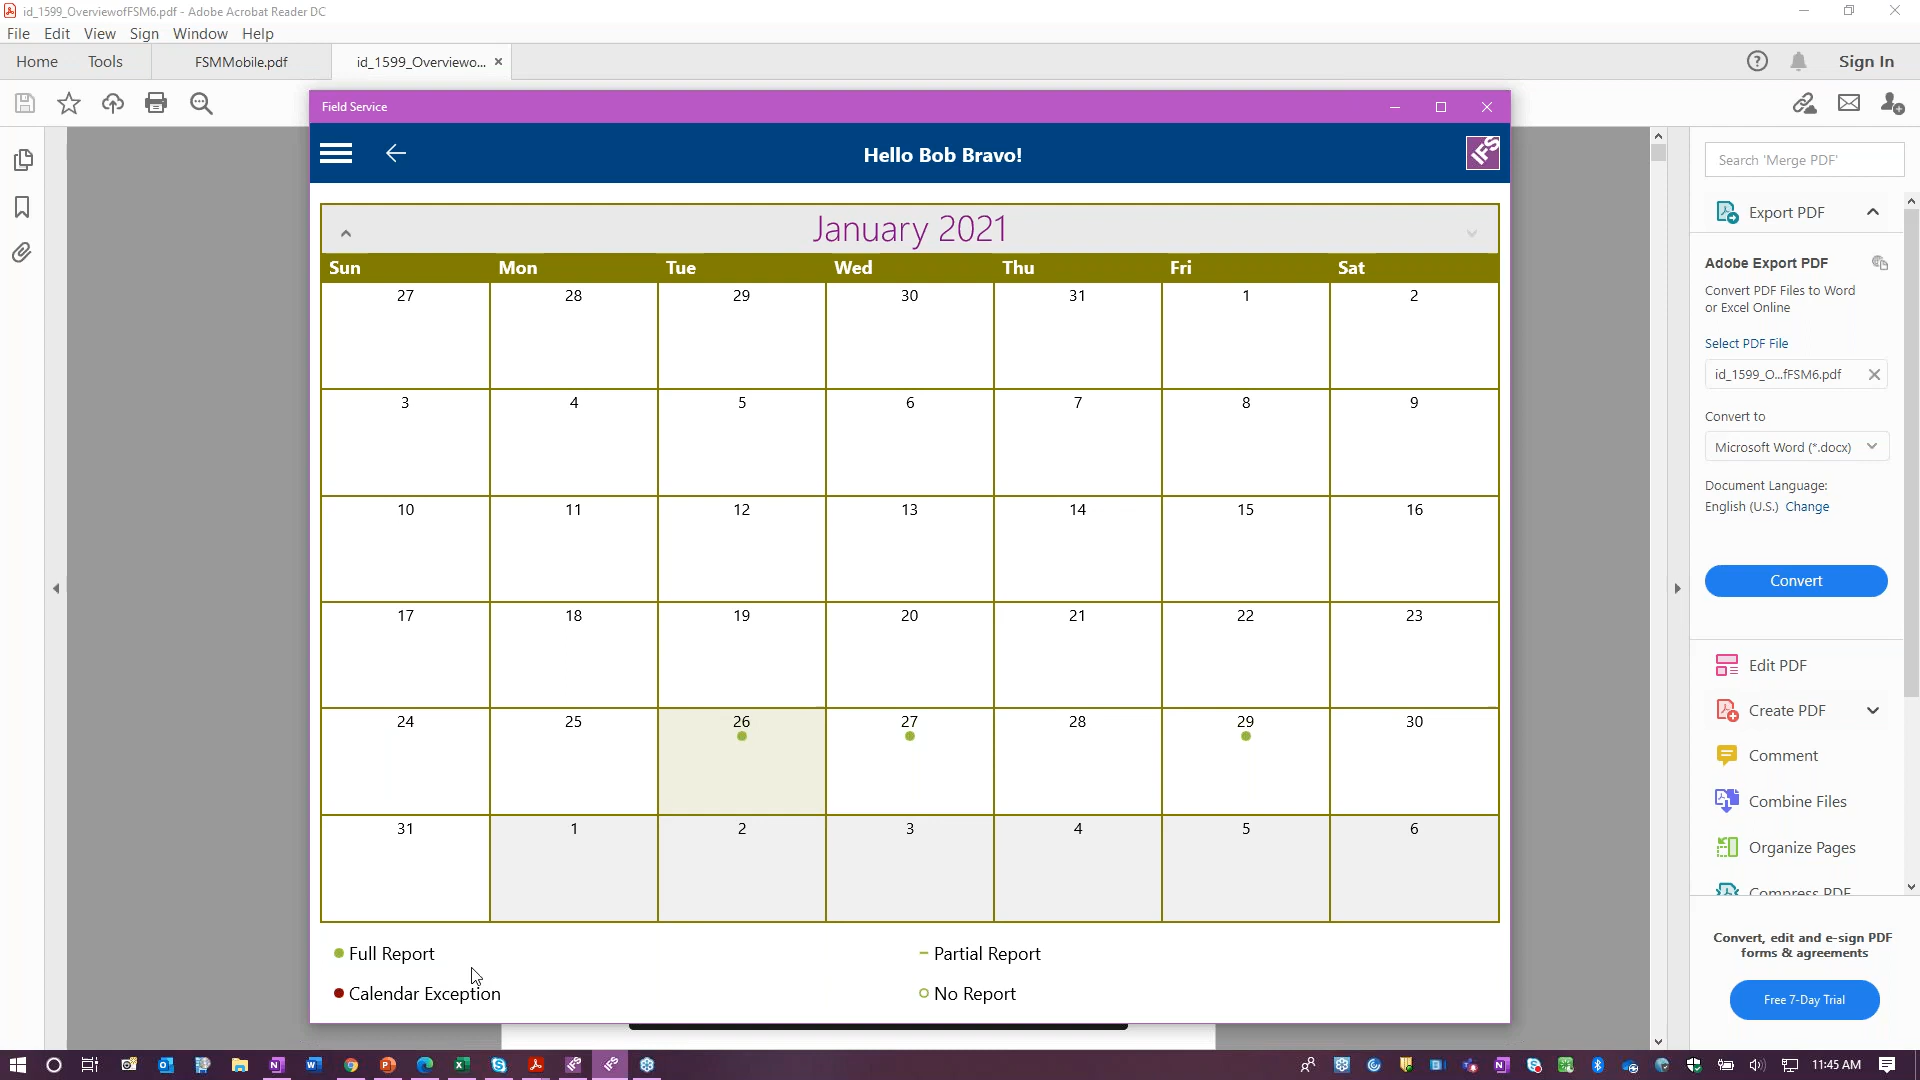 id_1599_OverviewofFSM6.pdf - Adobe Acrobat Reader DC
File Edit View Sign Window Help
Home Tools FSMMobile.pdf id_1599_Overviewo... Sign In
Field Service
Hello Bob Bravo!
IFS
January 2021
Sun Mon Tue Wed Thu Fri Sat
27 28 29 30 31 1 2
3 4 5 6 7 8 9
10 11 12 13 14 15 16
17 18 19 20 21 22 23
24 25 26 27 28 29 30
31 1 2 3 4 5 6
Full Report
Partial Report
Calendar Exception
No Report
Search 'Merge PDF'
Export PDF
Adobe Export PDF
Convert PDF Files to Word
or Excel Online
Select PDF File
id_1599_O...fFSM6.pdf
Convert to
Microsoft Word (*.docx)
Document Language:
English (U.S.) Change
Convert
Edit PDF
Create PDF
Comment
Combine Files
Organize Pages
Compress PDF
Convert, edit and e-sign PDF
forms & agreements
Free 7-Day Trial
11:45 AM